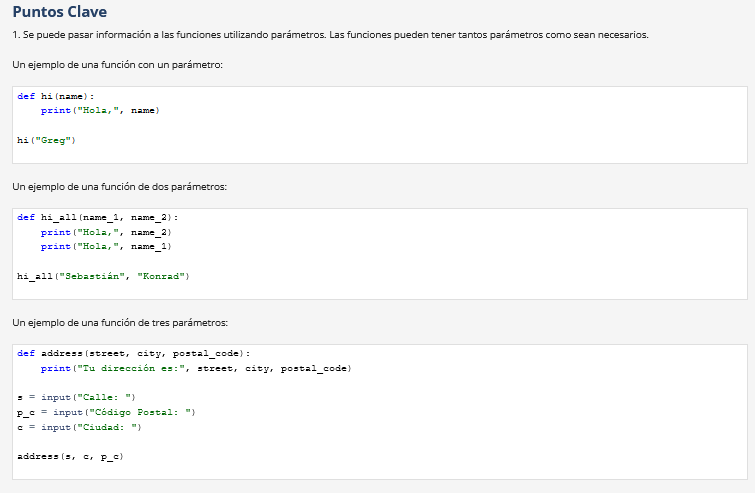 Puntos Clave
1. Se puede pasar información a las funciones utilizando parámetros. Las funciones pueden tener tantos parámetros como sean necesarios.
Un ejemplo de una función con un parámetro:
def hi(name):
    print("Hola,", name)
hi("Greg")
Un ejemplo de una función de dos parámetros:
def hi_all(name_1, name_2):
    print("Hola,", name_2)
    print("Hola,", name_1)
hi_all("Sebastián", "Konrad")
Un ejemplo de una función de tres parámetros:
def address(street, city, postal_code):
    print("Tu dirección es:", street, city, postal_code)
s = input("Calle: ")
p_c = input("Código Postal: ")
c = input("Ciudad: ")
address(s, c, p_c)